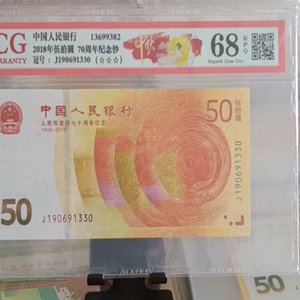 CG
RANTY
中国人民银行 13699382
2018年伍拾圆 70周年纪念钞
冠号：J190691330 (☆☆☆)
68 EPQ
Superb Gem Unc
中国人民银行
人民币发行七十周年纪念
1948-2018
50 伍拾圆
50
J190691330
J190691330
50